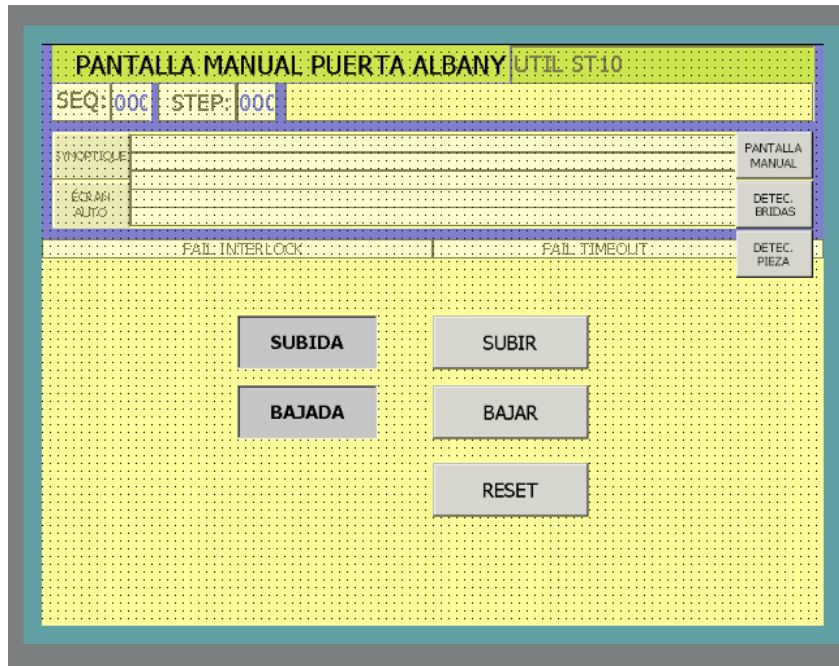 PANTALLA MANUAL PUERTA ALBANY UTIL ST10
SEQ: 000 STEP: 000
SYNOPTIQUE
PANTALLA
MANUAL
ÉCRAN
AUTO
DETEC.
BRIDAS
FAIL INTERLOCK FAIL TIMEOUT
DETEC.
PIEZA
SUBIDA SUBIR
BAJADA BAJAR
RESET